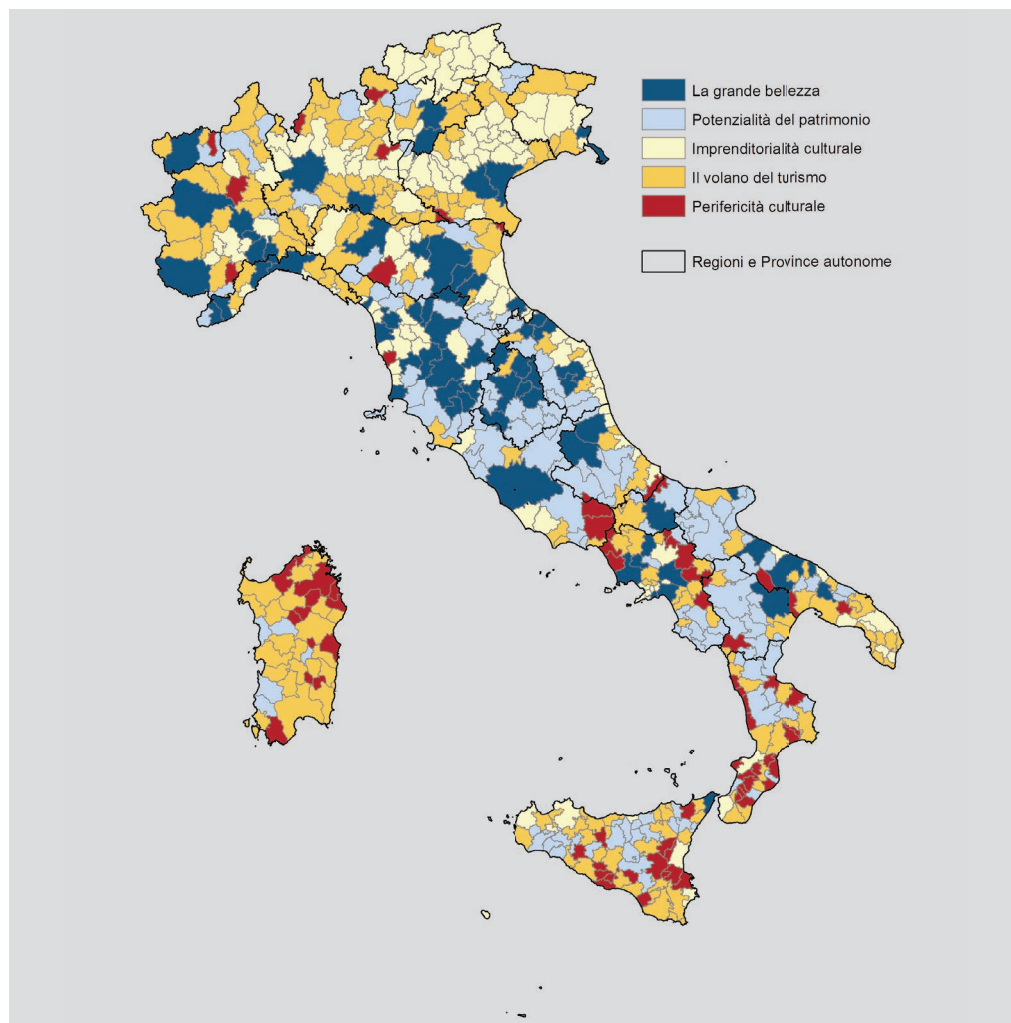 La grande bellezza
Potenzialità del patrimonio
Imprenditorialità culturale
Il volano del turismo
Perifericità culturale
Regioni e Province autonome